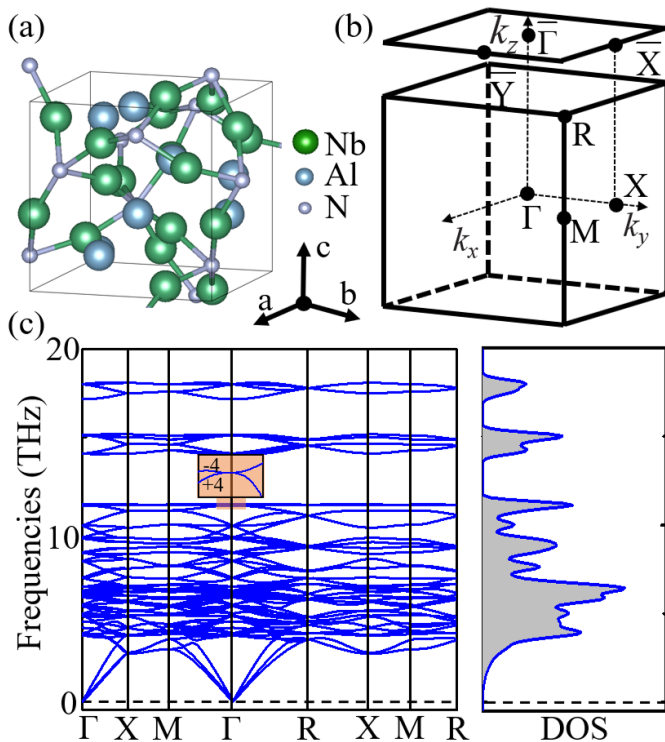 (a)
Nb
Al
N
c
a
b
(b)
k_z
Γ̄
X̄
Ȳ
R
Γ
X
M
k_x
k_y
(c)
Frequencies (THz)
20
10
0
-4
+4
Γ X M Γ R X M R
DOS